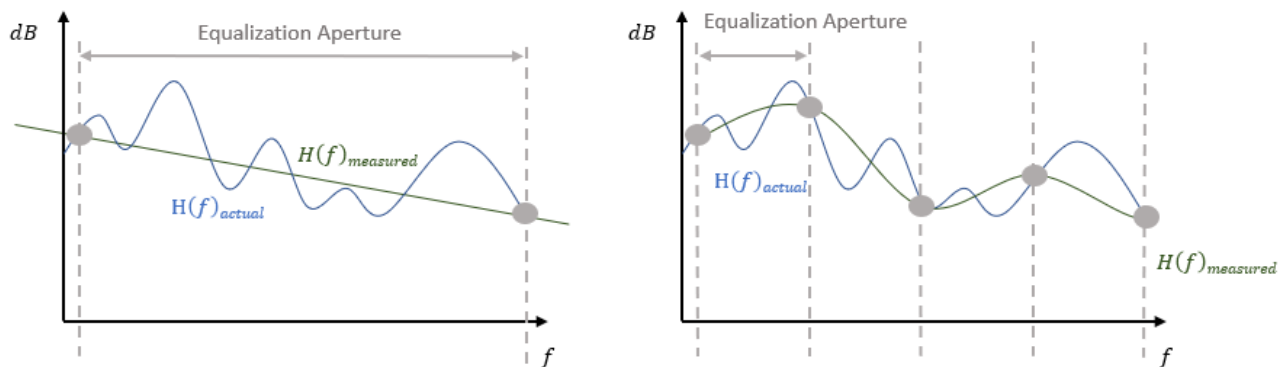 dB
Equalization Aperture
H(f)measured
H(f)actual
f
dB
Equalization Aperture
H(f)actual
H(f)measured
f